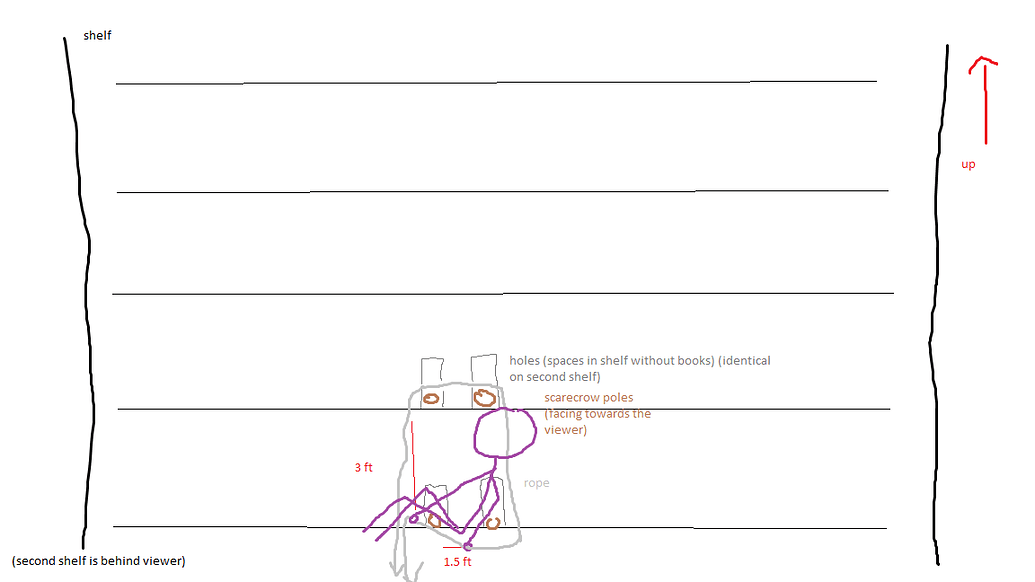 shelf
up
holes (spaces in shelf without books) (identical
on second shelf)
scarecrow poles
(facing towards the
viewer)
3 ft
rope
1.5 ft
(second shelf is behind viewer)